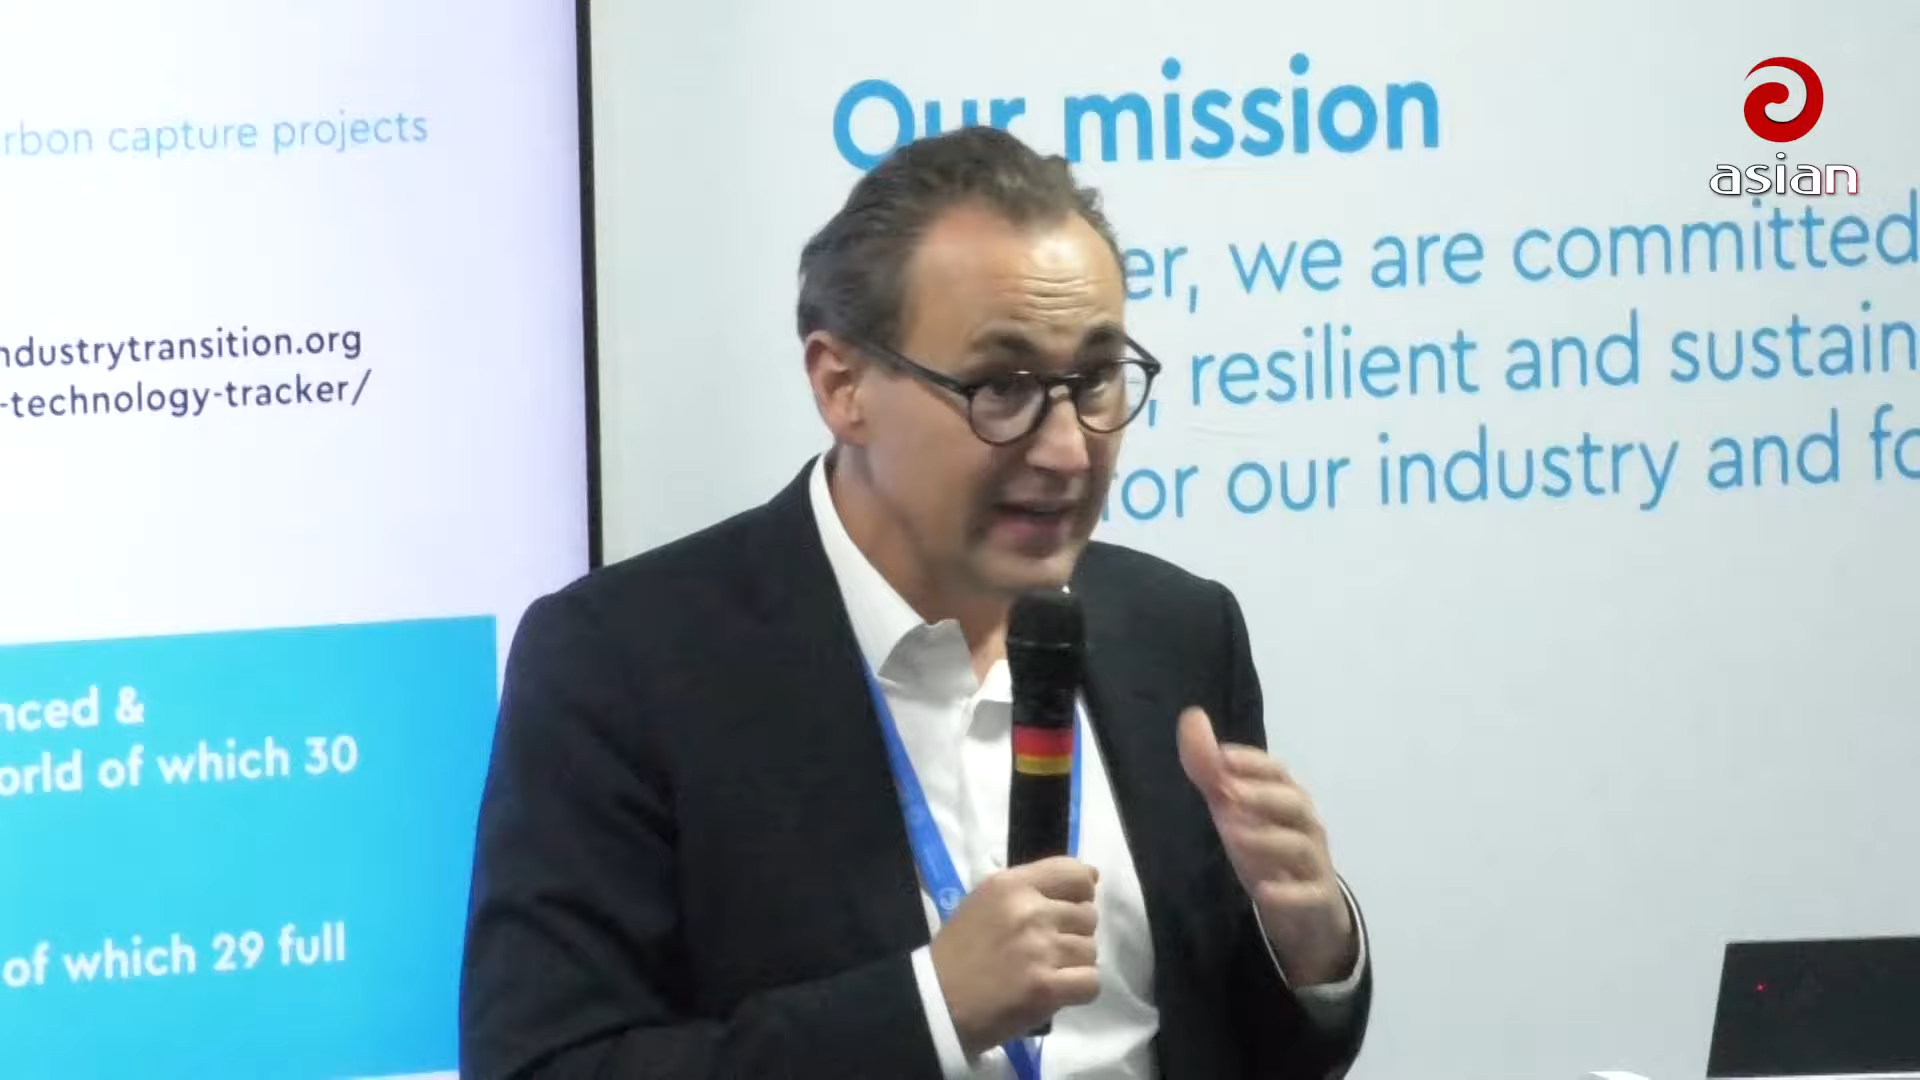 rbon capture projects
ndustrytransition.org
-technology-tracker/
nced &
orld of which 30
of which 29 full
Our mission
er, we are committed
, resilient and sustain
for our industry and fo
asian